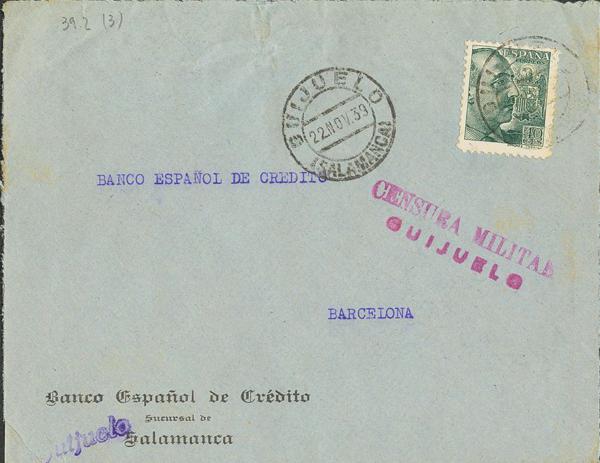 39.2 (3)
ESPAÑA
GUIJUELO
22.NOV.39
(SALAMANCA)
40
BANCO ESPAÑOL DE CREDITO
CENSURA MILITAR
GUIJUELO
BARCELONA
Banco Español de Crédito
Sucursal de
Guijuelo
Salamanca